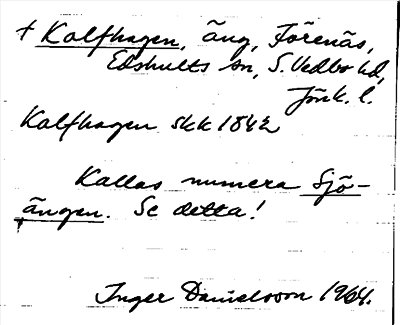 † Kalfhagen, äng, Förenäs,
Edshults sn, S. Vedbo hd,
Jönk. l.
Kalfhagen skk 1842
Kallas numera Sjö-
ängen. Se detta!
Inger Danielsson 1964.